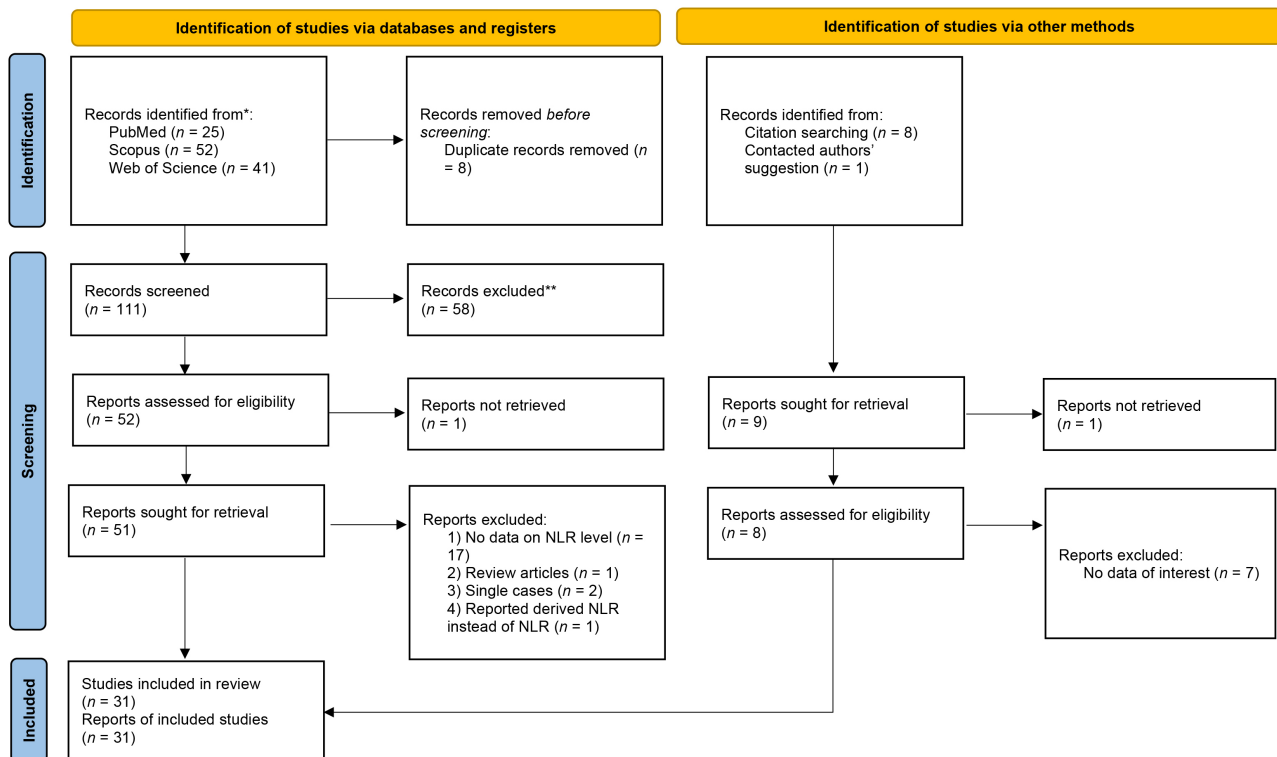 Identification of studies via databases and registers
Identification of studies via other methods
Identification
Records identified from*:
PubMed (n = 25)
Scopus (n = 52)
Web of Science (n = 41)
Records removed before
screening:
Duplicate records removed (n
= 8)
Records identified from:
Citation searching (n = 8)
Contacted authors’
suggestion (n = 1)
Screening
Records screened
(n = 111)
Records excluded**
(n = 58)
Reports assessed for eligibility
(n = 52)
Reports not retrieved
(n = 1)
Reports sought for retrieval
(n = 9)
Reports not retrieved
(n = 1)
Reports sought for retrieval
(n = 51)
Reports excluded:
1) No data on NLR level (n =
17)
2) Review articles (n = 1)
3) Single cases (n = 2)
4) Reported derived NLR
instead of NLR (n = 1)
Reports assessed for eligibility
(n = 8)
Reports excluded:
No data of interest (n = 7)
Included
Studies included in review
(n = 31)
Reports of included studies
(n = 31)